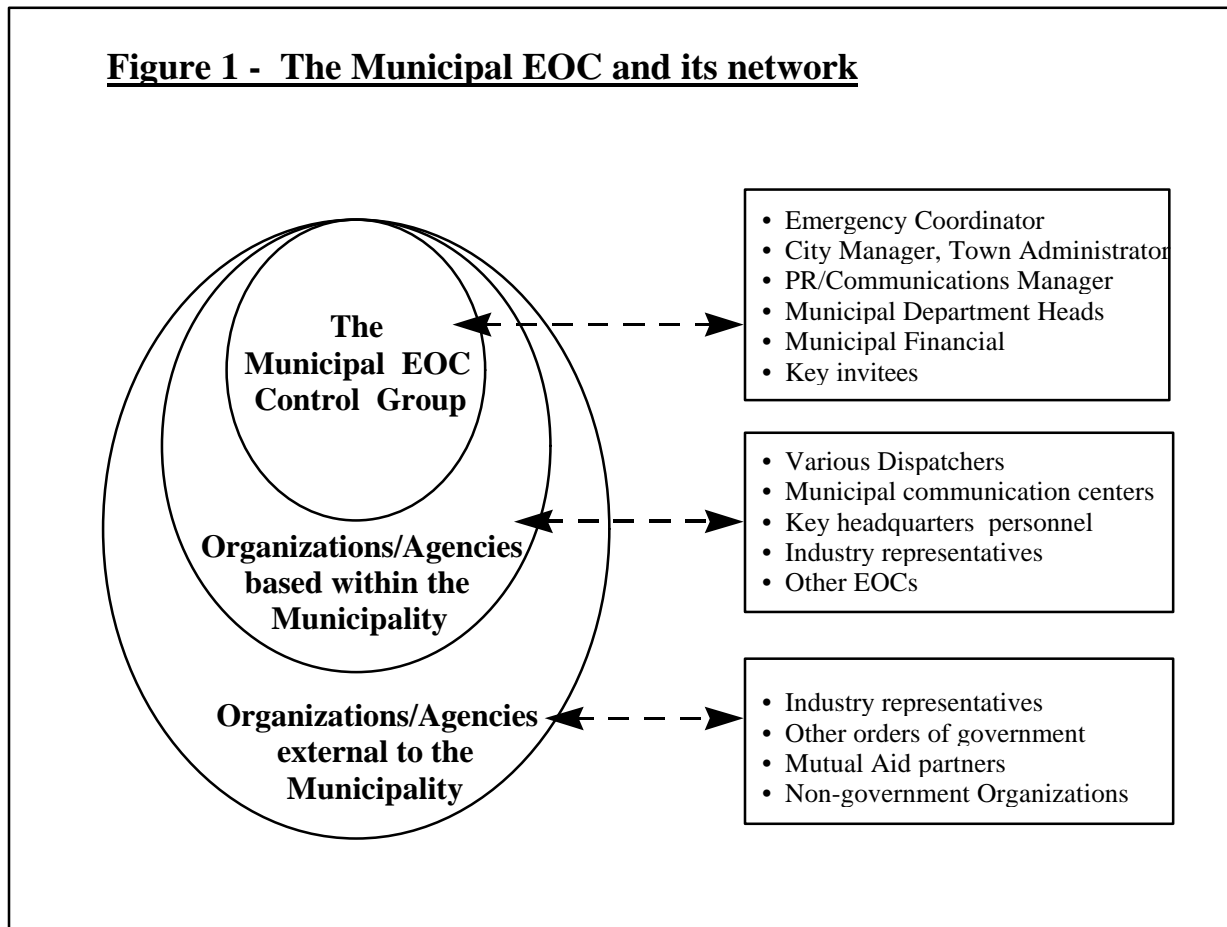 Figure 1 - The Municipal EOC and its network
The
Municipal EOC
Control Group
Organizations/Agencies
based within the
Municipality
Organizations/Agencies
external to the
Municipality
• Emergency Coordinator
• City Manager, Town Administrator
• PR/Communications Manager
• Municipal Department Heads
• Municipal Financial
• Key invitees
• Various Dispatchers
• Municipal communication centers
• Key headquarters personnel
• Industry representatives
• Other EOCs
• Industry representatives
• Other orders of government
• Mutual Aid partners
• Non-government Organizations